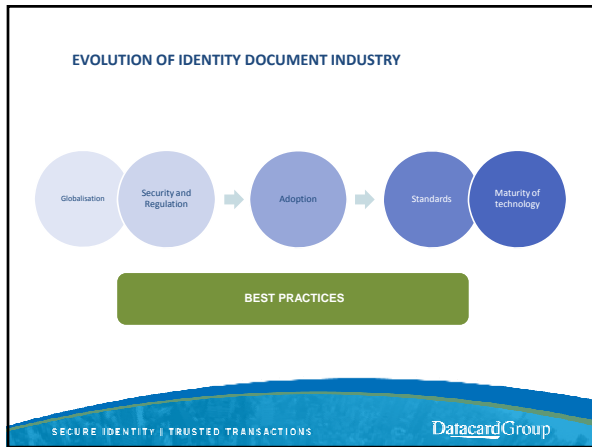 EVOLUTION OF IDENTITY DOCUMENT INDUSTRY
Globalisation
Security and
Regulation
Adoption
Standards
Maturity of
technology
BEST PRACTICES
SECURE IDENTITY | TRUSTED TRANSACTIONS
DatacardGroup